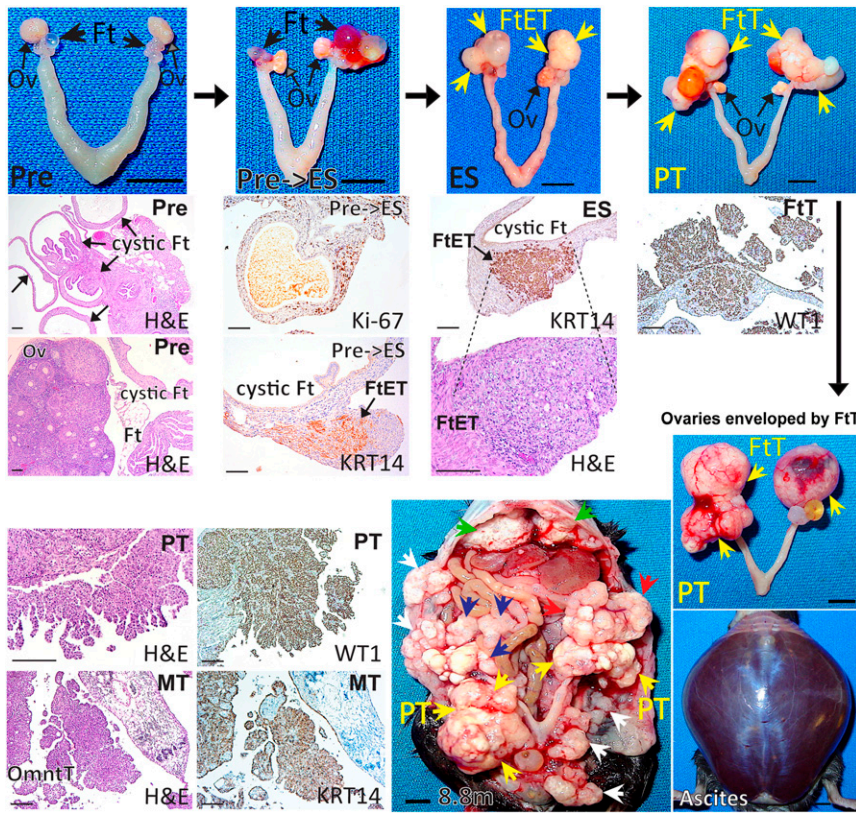 Ft
Ov
Ov
Pre
Ft
Ov
Pre->ES
FtET
Ov
ES
FtT
Ov
PT
Pre
cystic Ft
H&E
Pre->ES
Ki-67
ES
cystic Ft
FtET
KRT14
FtT
WT1
Ov
Pre
cystic Ft
Ft
H&E
Pre->ES
cystic Ft
FtET
KRT14
FtET
H&E
Ovaries enveloped by FtT
FtT
PT
PT
H&E
PT
WT1
MT
OmntT
H&E
MT
KRT14
PT
PT
8.8m
Ascites